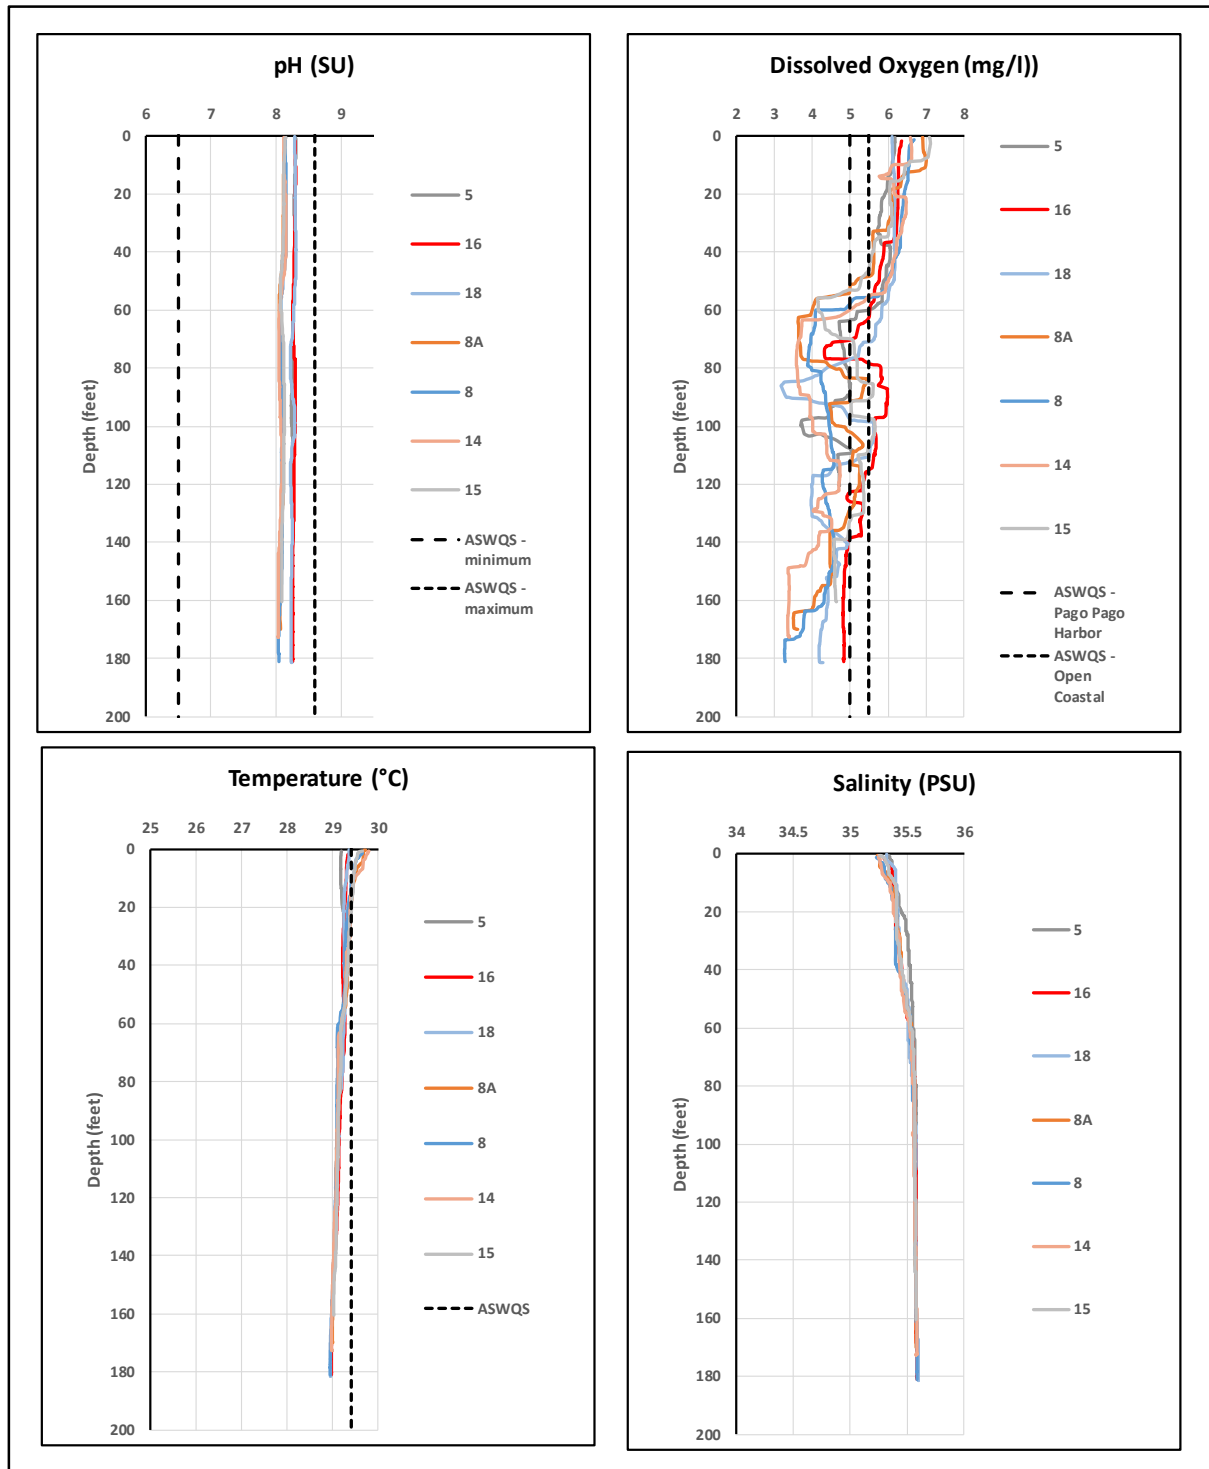 pH (SU)
6 7 8 9
0
20
40
60
80
100
120
140
160
180
200
Depth (feet)
5
16
18
8A
8
14
15
ASWQS -
minimum
ASWQS -
maximum
Dissolved Oxygen (mg/l))
2 3 4 5 6 7 8
0
20
40
60
80
100
120
140
160
180
200
Depth (feet)
5
16
18
8A
8
14
15
ASWQS -
Pago Pago
Harbor
ASWQS -
Open
Coastal
Temperature (°C)
25 26 27 28 29 30
0
20
40
60
80
100
120
140
160
180
200
Depth (feet)
5
16
18
8A
8
14
15
ASWQS
Salinity (PSU)
34 34.5 35 35.5 36
0
20
40
60
80
100
120
140
160
180
200
Depth (feet)
5
16
18
8A
8
14
15